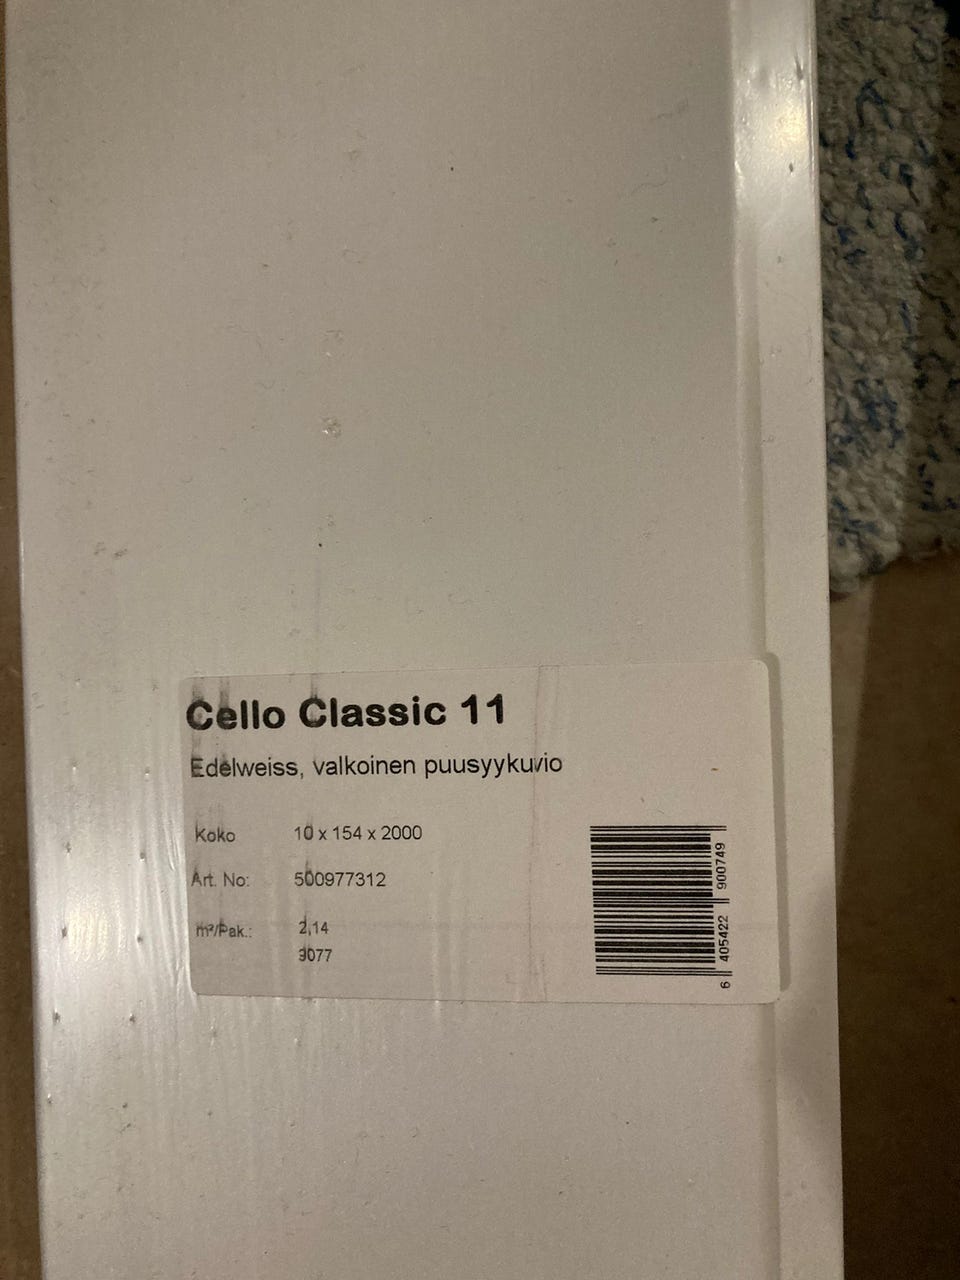 Cello Classic 11
Edelweiss, valkoinen puusyykuvio
Koko 10 x 154 x 2000
Art. No: 500977312
m²/Pak.: 2,14
3077
6 405422 900749